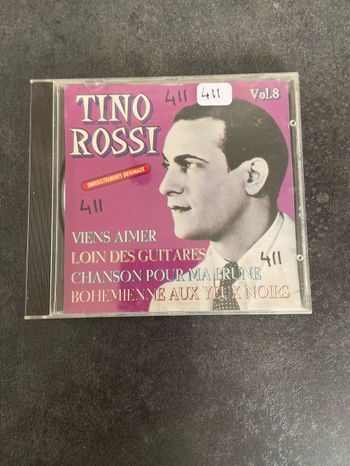 TINO
ROSSI
411
411
Vol.8
ENREGISTREMENTS ORIGINAUX
411
VIENS AIMER
LOIN DES GUITARES
CHANSON POUR MA BRUNE
411
BOHEMIENNE AUX YEUX NOIRS